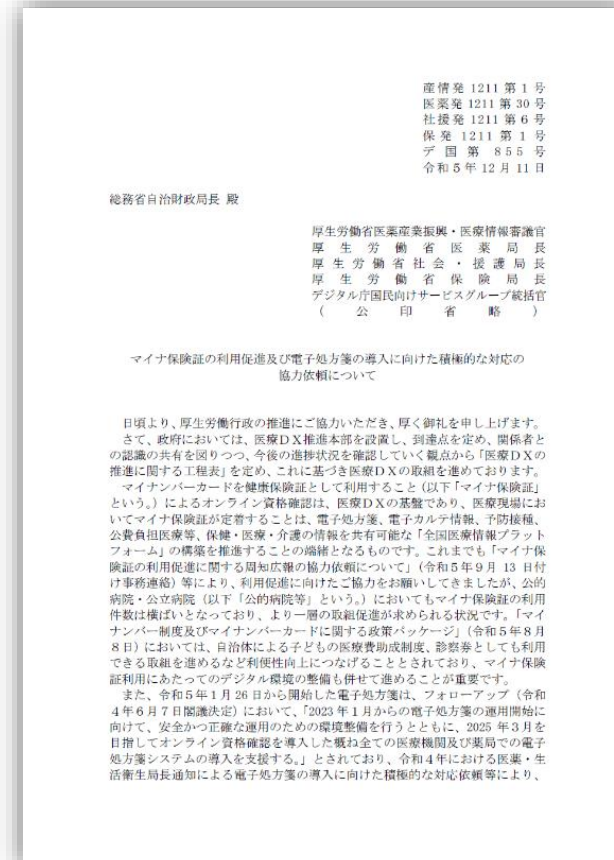 産情発 1211 第 1 号
医薬発 1211 第 30 号
社援発 1211 第 6 号
保発 1211 第 1 号
デ国第 855 号
令和5年12月11日
総務省自治財政局長 殿
厚生労働省医薬産業振興・医療情報審議官
厚生労働省医薬局長
厚生労働省社会・援護局長
厚生労働省保険局長
デジタル庁国民向けサービスグループ統括官
（公印省略）
マイナ保険証の利用促進及び電子処方箋の導入に向けた積極的な対応の
協力依頼について
日頃より、厚生労働行政の推進にご協力いただき、厚く御礼を申し上げます。
さて、政府においては、医療ＤＸ推進本部を設置し、到達点を定め、関係者と
の認識の共有を図りつつ、今後の進捗状況を確認していく観点から「医療ＤＸの
推進に関する工程表」を定め、これに基づき医療ＤＸの取組を進めております。
マイナンバーカードを健康保険証として利用すること（以下「マイナ保険証」
という。）によるオンライン資格確認は、医療ＤＸの基盤であり、医療現場にお
いてマイナ保険証が定着することは、電子処方箋、電子カルテ情報、予防接種、
公費負担医療等、保健・医療・介護の情報を共有可能な「全国医療情報プラット
フォーム」の構築を推進することの端緒となるものです。これまでも「マイナ保
険証の利用促進に関する周知広報の協力依頼について」（令和５年９月 13 日付
け事務連絡）等により、利用促進に向けたご協力をお願いしてきましたが、公的
病院・公立病院（以下「公的病院等」という。）においてもマイナ保険証の利用
件数は横ばいとなっており、より一層の取組促進が求められる状況です。「マイ
ナンバー制度及びマイナンバーカードに関する政策パッケージ」（令和５年８月
８日）においては、自治体による子どもの医療費助成制度、診察券としても利用
できる取組を進めるなど利便性向上につなげることとされており、マイナ保険
証利用にあたってのデジタル環境の整備も併せて進めることが重要です。
また、令和５年１月 26 日から開始した電子処方箋は、フォローアップ（令和
４年６月７日閣議決定）において、「2023 年１月からの電子処方箋の運用開始に
向けて、安全かつ正確な運用のための環境整備を行うとともに、2025 年３月を
目指してオンライン資格確認を導入した概ね全ての医療機関及び薬局での電子
処方箋システムの導入を支援する。」とされており、令和４年における医薬・生
活衛生局長通知による電子処方箋の導入に向けた積極的な対応依頼等により、